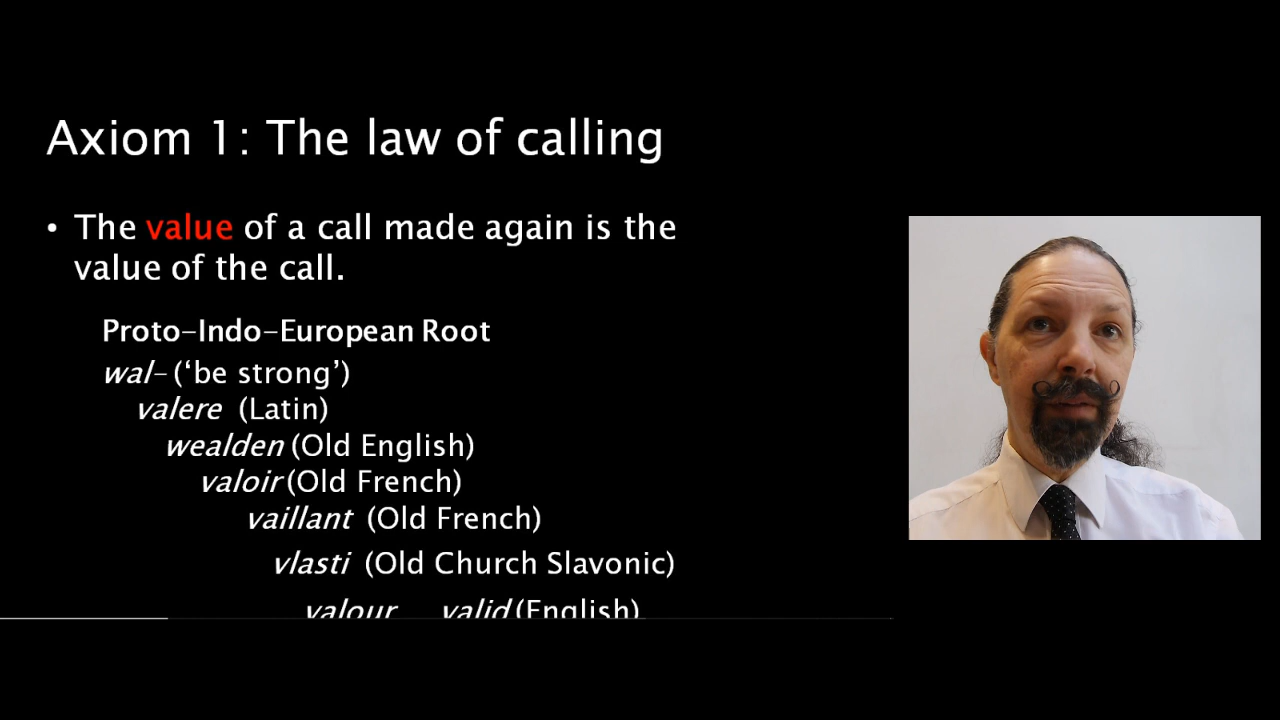 Axiom 1: The law of calling
• The value of a call made again is the
value of the call.
Proto-Indo-European Root
wal- (‘be strong’)
valere (Latin)
wealden (Old English)
valoir (Old French)
vaillant (Old French)
vlasti (Old Church Slavonic)
valour valid (English)